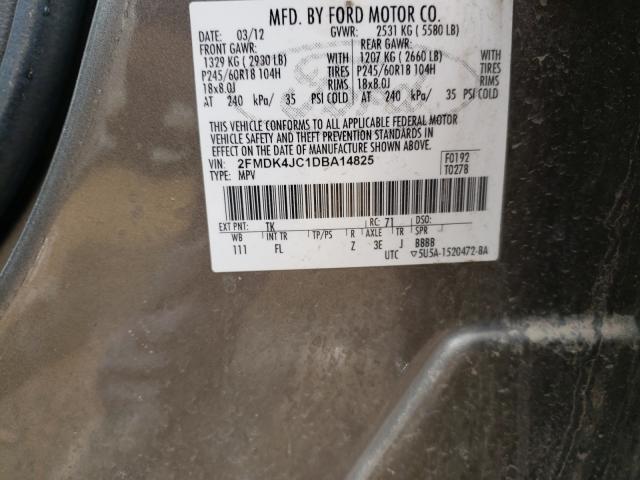 MFD. BY FORD MOTOR CO.
DATE: 03/12 GVWR: 2531 KG ( 5580 LB)
FRONT GAWR: REAR GAWR:
1329 KG ( 2930 LB) WITH 1207 KG ( 2660 LB) WITH
P245/60R18 104H TIRES P245/60R18 104H TIRES
18x8.0J RIMS 18x8.0J RIMS
AT 240 kPa/ 35 PSI COLD AT 240 kPa/ 35 PSI COLD
THIS VEHICLE CONFORMS TO ALL APPLICABLE FEDERAL MOTOR
VEHICLE SAFETY AND THEFT PREVENTION STANDARDS IN
EFFECT ON THE DATE OF MANUFACTURE SHOWN ABOVE.
VIN: 2FMDK4JC1DBA14825 F0192
TYPE: MPV T0278
EXT PNT: TK RC: 71 DSO:
WB INT TR TP/PS R AXLE TR SPR
111 FL Z 3E J BBBB
UTC ▽5U5A-1520472-BA
Ford